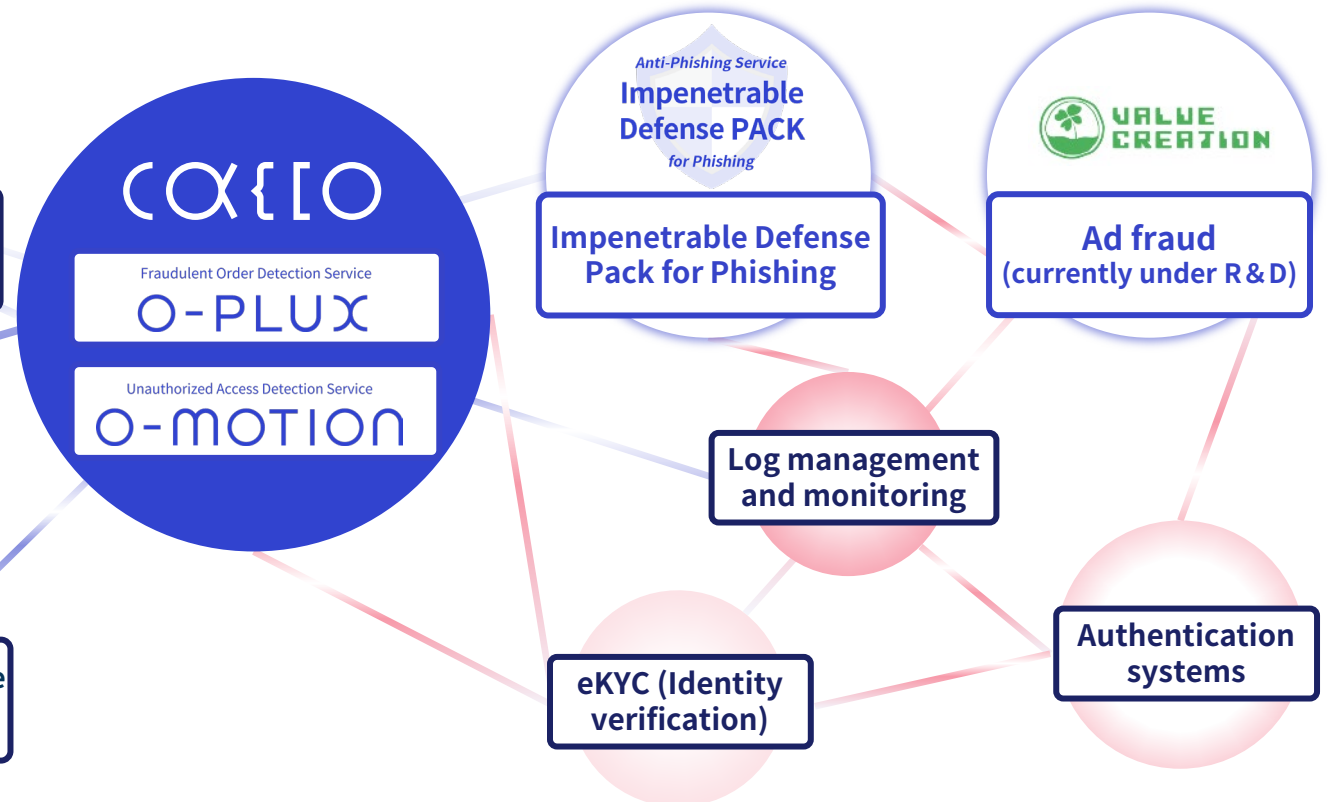 cacco
Fraudulent Order Detection Service
O-PLUX
Unauthorized Access Detection Service
O-MOTION
Anti-Phishing Service
Impenetrable
Defense PACK
for Phishing
Impenetrable Defense
Pack for Phishing
VALUE
CREATION
Ad fraud
(currently under R&D)
Log management
and monitoring
eKYC (Identity
verification)
Authentication
systems
e